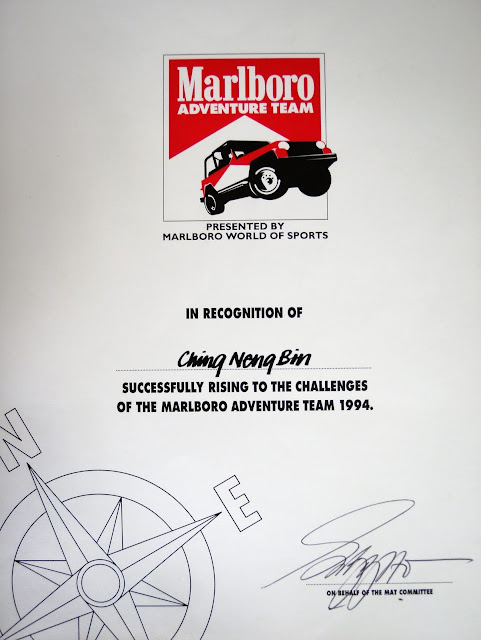 Marlboro
ADVENTURE TEAM
PRESENTED BY
MARLBORO WORLD OF SPORTS
IN RECOGNITION OF
Ching Neng Bin
SUCCESSFULLY RISING TO THE CHALLENGES
OF THE MARLBORO ADVENTURE TEAM 1994.
N
E
ON BEHALF OF THE MAT COMMITTEE